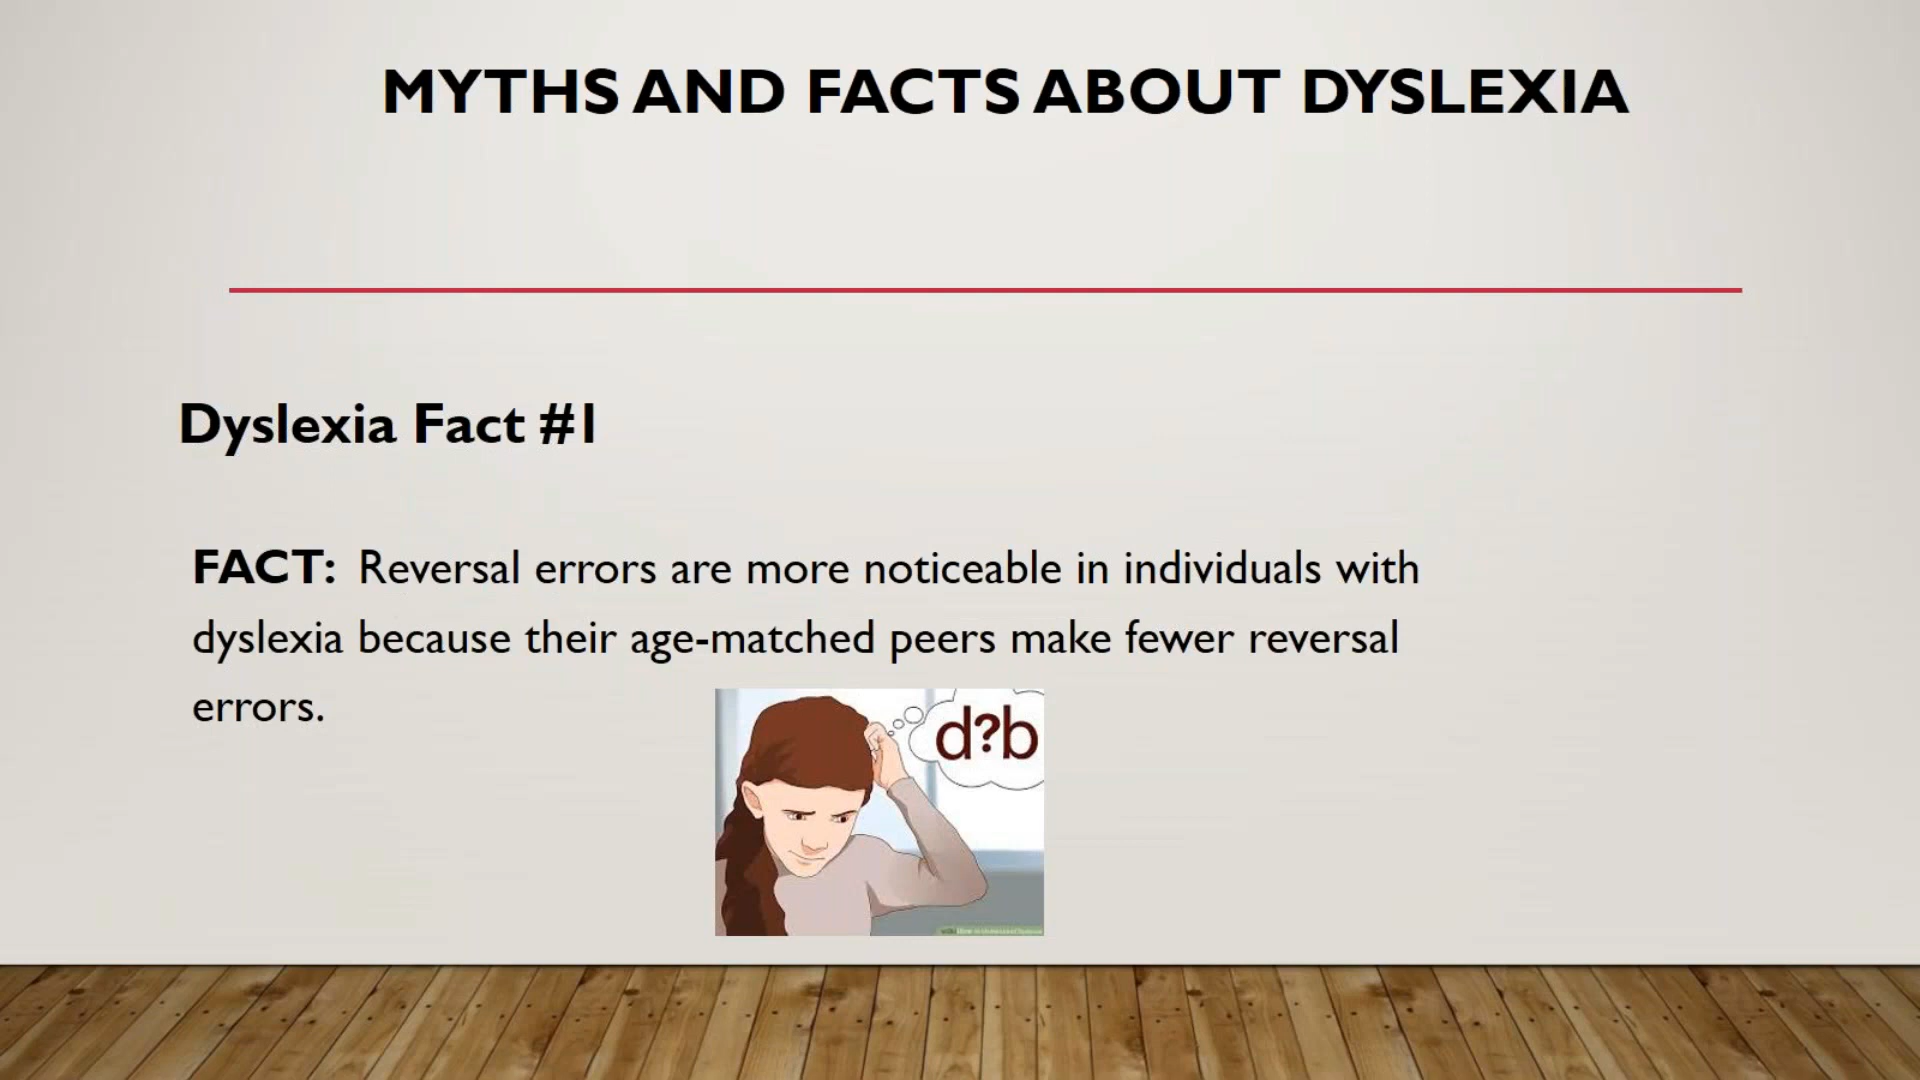 MYTHS AND FACTS ABOUT DYSLEXIA
Dyslexia Fact #1
FACT: Reversal errors are more noticeable in individuals with
dyslexia because their age-matched peers make fewer reversal
errors.
d?b